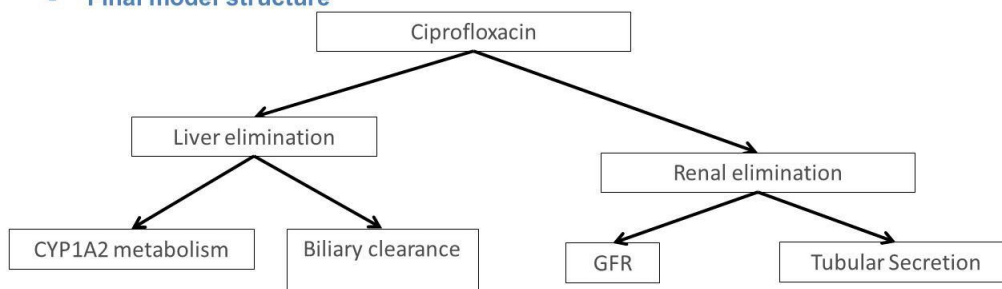 - Final model structure
Ciprofloxacin
Liver elimination
Renal elimination
CYP1A2 metabolism
Biliary clearance
GFR
Tubular Secretion